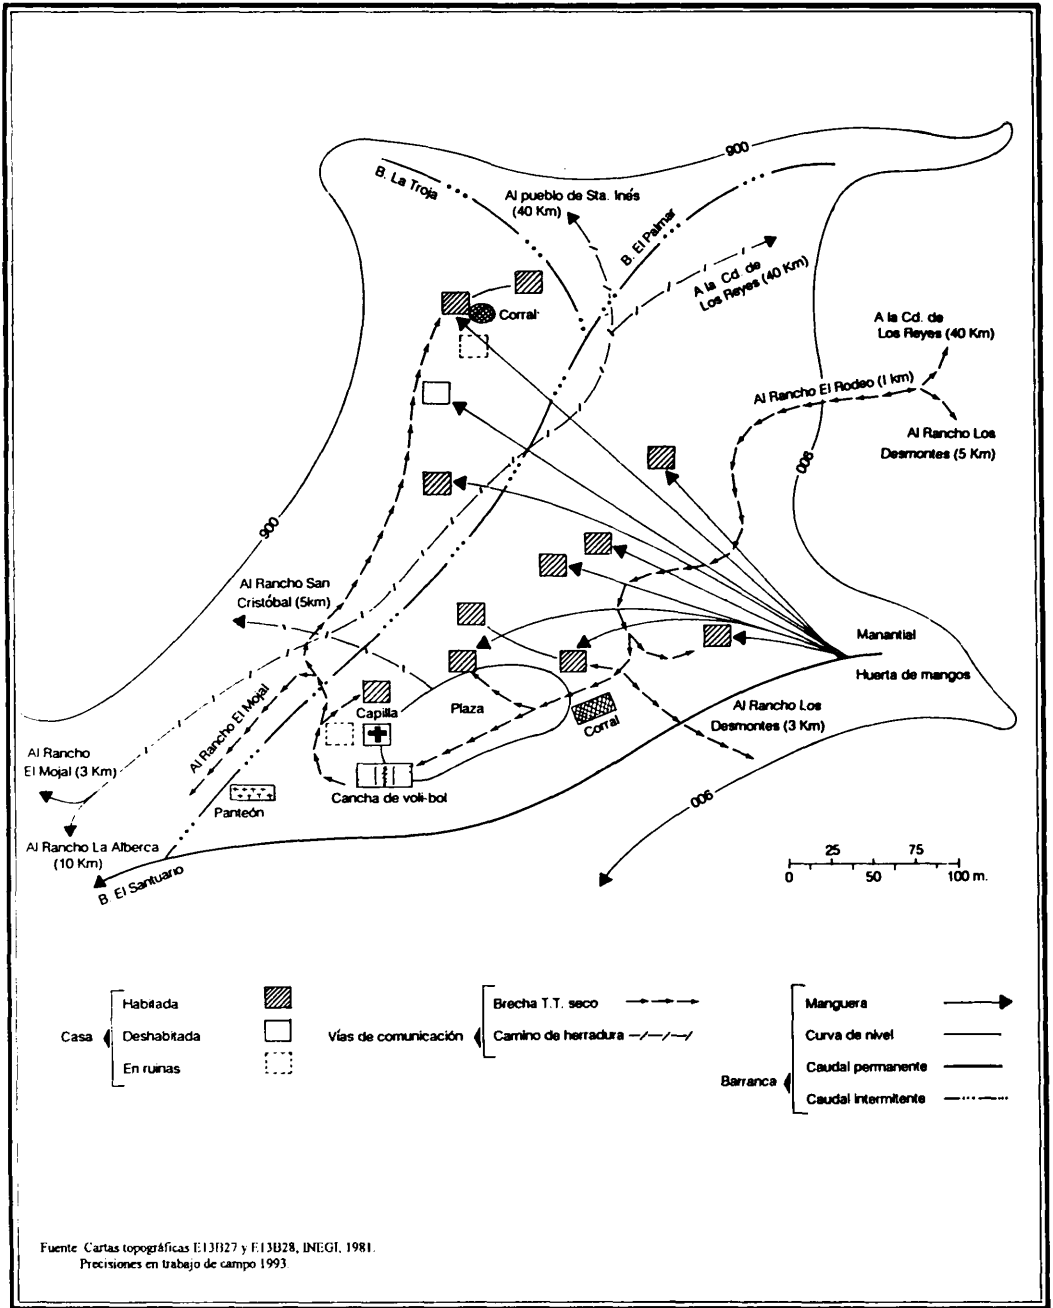 900
B. La Troja
Al pueblo de Sta. Inés
(40 Km)
B. El Palmar
A la Cd. de
Los Reyes (40 Km)
Corral
A la Cd. de
Los Reyes (40 Km)
Al Rancho El Rodeo (1 km)
Al Rancho Los
Desmontes (5 Km)
900
900
Al Rancho San
Cristóbal (5km)
Manantial
Huerta de mangos
Al Rancho El Mojal
Capilla
Plaza
Corral
Al Rancho Los
Desmontes (3 Km)
Al Rancho
El Mojal (3 Km)
Panteón
Cancha de voli-bol
900
Al Rancho La Alberca
(10 Km)
B. El Santuario
25 75
0 50 100 m.
Casa
Habitada
Deshabitada
En ruinas
Vías de comunicación
Brecha T.T. seco
Camino de herradura
Manguera
Curva de nivel
Barranca
Caudal permanente
Caudal intermitente
Fuente Cartas topográficas E13B27 y E13B28, INEGI, 1981.
Precisiones en trabajo de campo 1993.